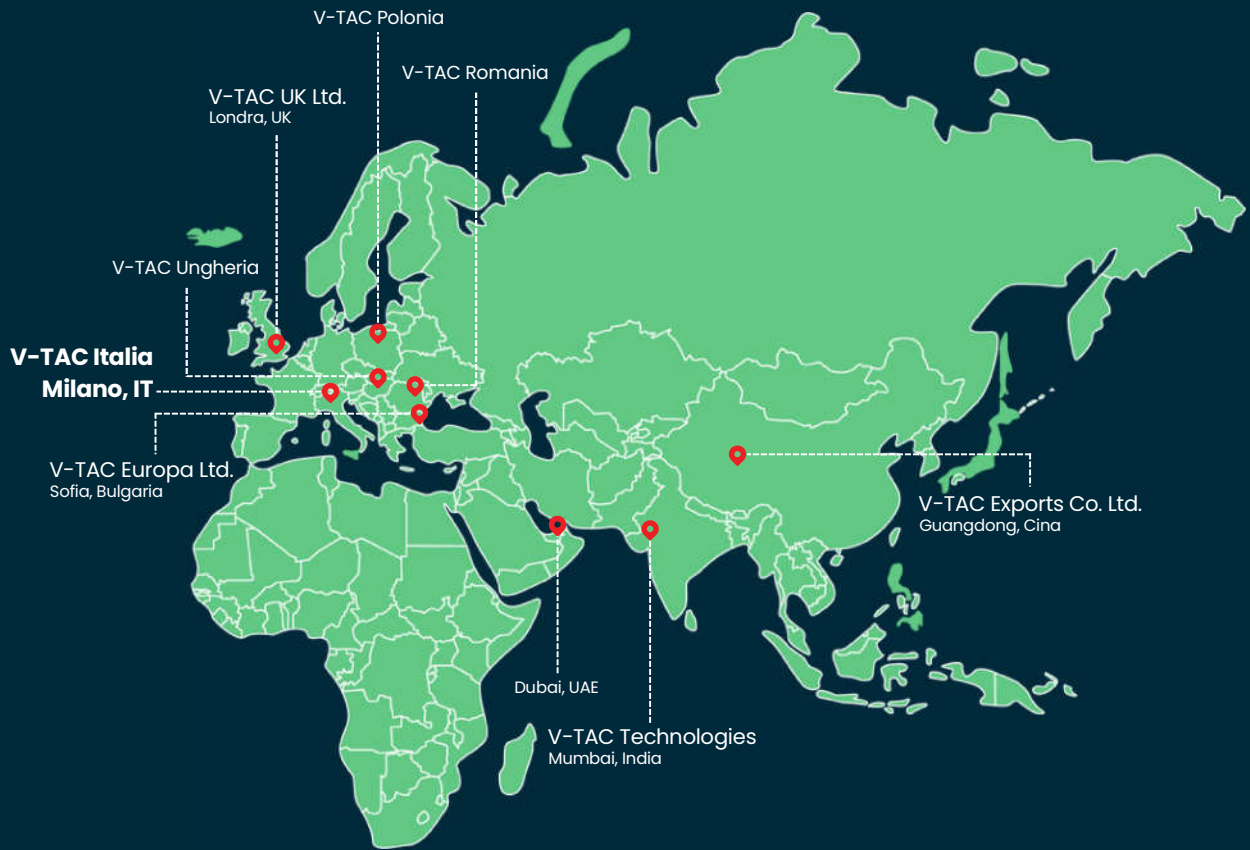 V-TAC Polonia
V-TAC Romania
V-TAC UK Ltd.
Londra, UK
V-TAC Ungheria
V-TAC Italia
Milano, IT
V-TAC Europa Ltd.
Sofia, Bulgaria
V-TAC Exports Co. Ltd.
Guangdong, Cina
Dubai, UAE
V-TAC Technologies
Mumbai, India